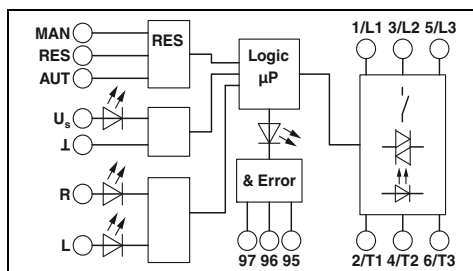 MAN
RES
AUT
RES
Us
⊥
R
L
Logic
µP
& Error
97 96 95
1/L1 3/L2 5/L3
2/T1 4/T2 6/T3